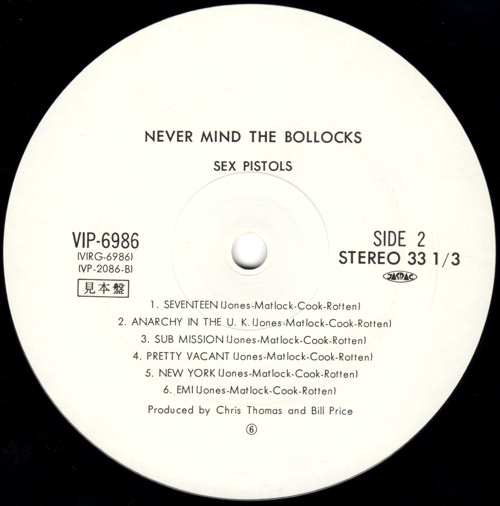 NEVER MIND THE BOLLOCKS
SEX PISTOLS
VIP-6986
(VIRG-6986)
(VP-2086-B)
見本盤
SIDE 2
STEREO 33 1/3
JASRAC
1. SEVENTEEN (Jones-Matlock-Cook-Rotten)
2. ANARCHY IN THE U. K. (Jones-Matlock-Cook-Rotten)
3. SUB MISSION (Jones-Matlock-Cook-Rotten)
4. PRETTY VACANT (Jones-Matlock-Cook-Rotten)
5. NEW YORK (Jones-Matlock-Cook-Rotten)
6. EMI (Jones-Matlock-Cook-Rotten)
Produced by Chris Thomas and Bill Price
⑥